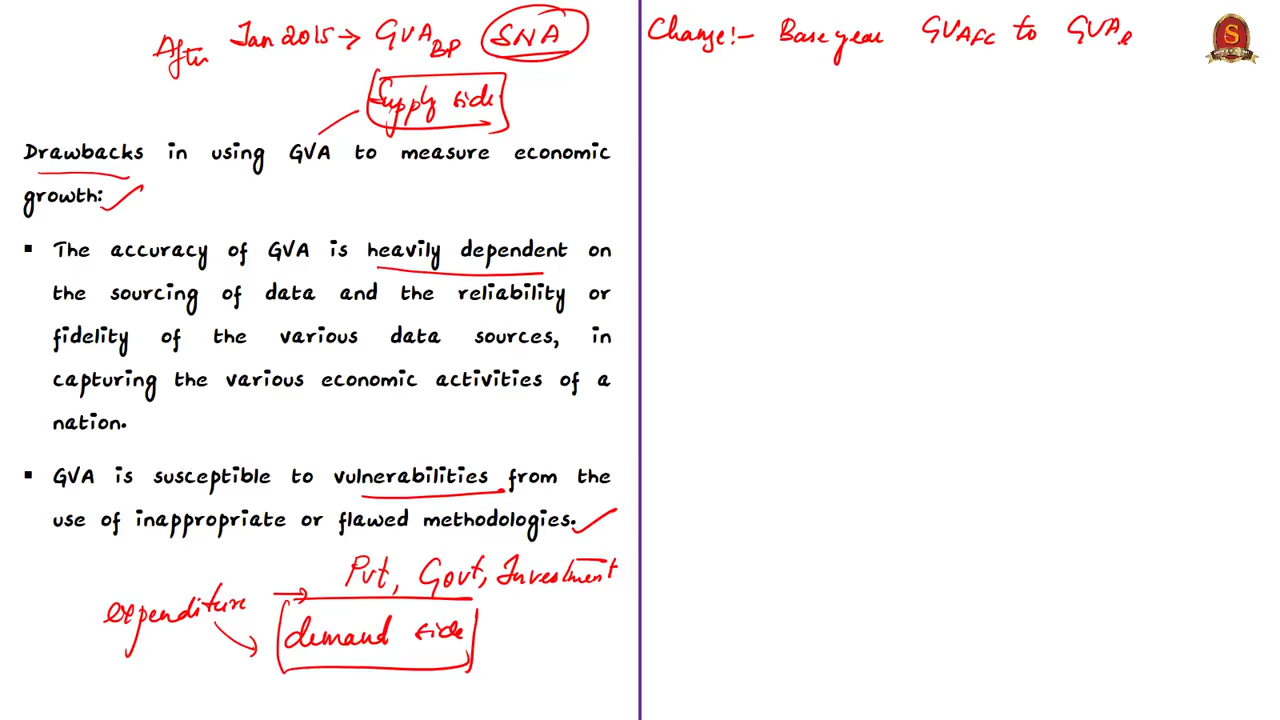 After Jan 2015 → GVA BP SNA
Supply side
Drawbacks in using GVA to measure economic
growth:
▪ The accuracy of GVA is heavily dependent on
the sourcing of data and the reliability or
fidelity of the various data sources, in
capturing the various economic activities of a
nation.
▪ GVA is susceptible to vulnerabilities from the
use of inappropriate or flawed methodologies.
Pvt, Govt, Investment
expenditure →
demand side
Change:- Base year GVAFC to GVA
S